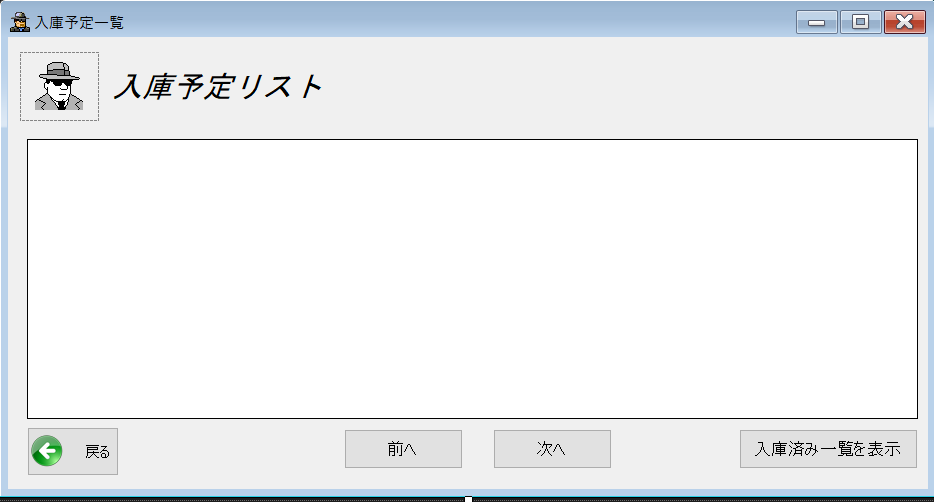 入庫予定一覧
入庫予定リスト
戻る
前へ
次へ
入庫済み一覧を表示